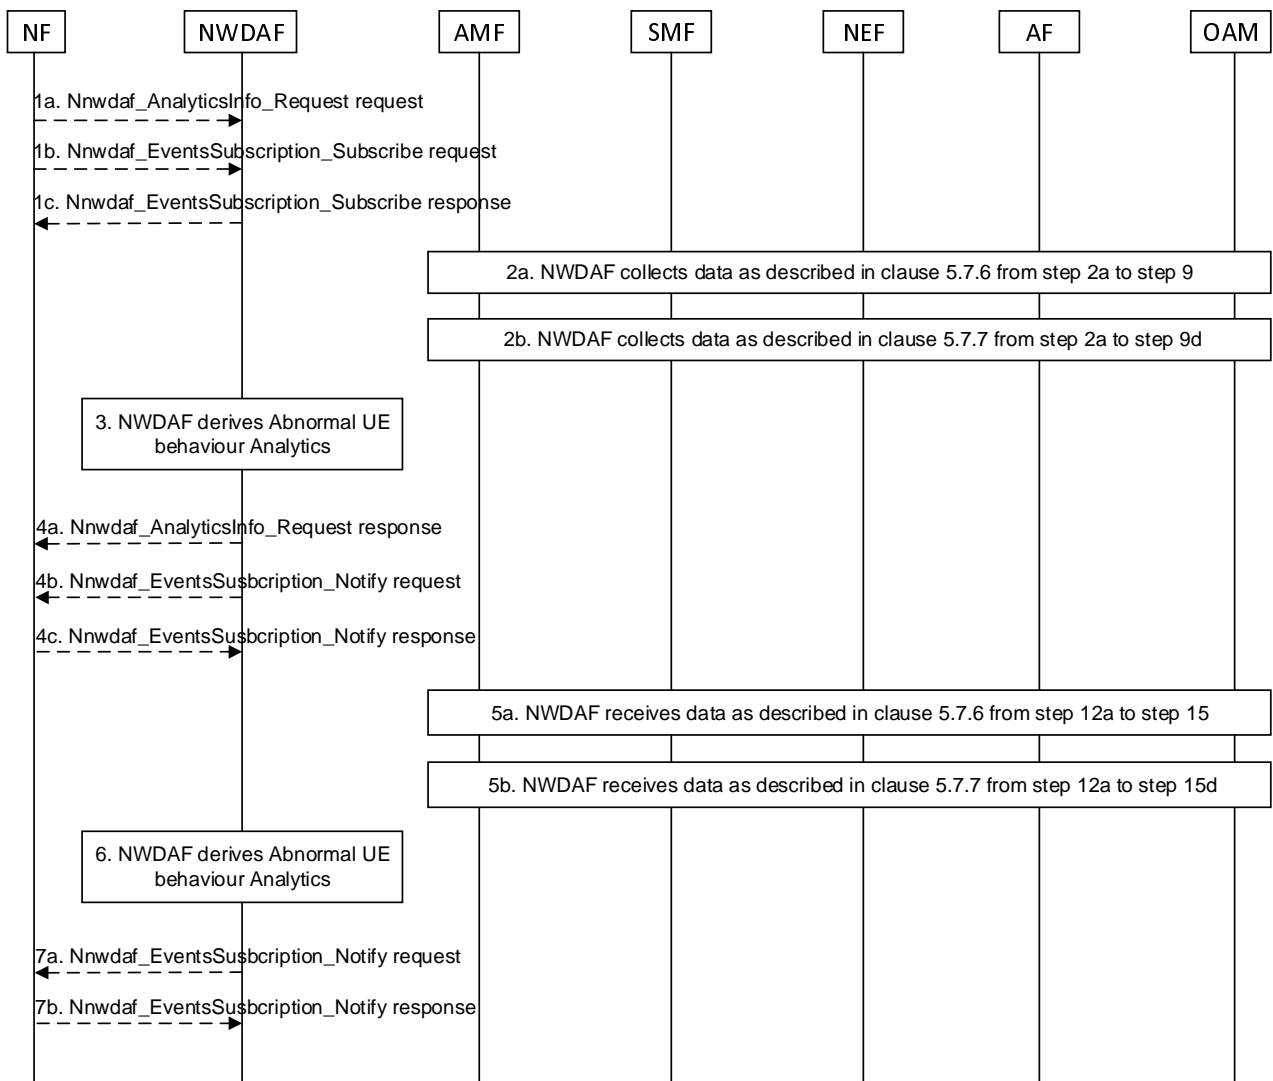 NF
NWDAF
AMF
SMF
NEF
AF
OAM
1a. Nnwdaf_AnalyticsInfo_Request request
1b. Nnwdaf_EventsSubscription_Subscribe request
1c. Nnwdaf_EventsSubscription_Subscribe response
2a. NWDAF collects data as described in clause 5.7.6 from step 2a to step 9
2b. NWDAF collects data as described in clause 5.7.7 from step 2a to step 9d
3. NWDAF derives Abnormal UE
behaviour Analytics
4a. Nnwdaf_AnalyticsInfo_Request response
4b. Nnwdaf_EventsSusbcription_Notify request
4c. Nnwdaf_EventsSusbcription_Notify response
5a. NWDAF receives data as described in clause 5.7.6 from step 12a to step 15
5b. NWDAF receives data as described in clause 5.7.7 from step 12a to step 15d
6. NWDAF derives Abnormal UE
behaviour Analytics
7a. Nnwdaf_EventsSusbcription_Notify request
7b. Nnwdaf_EventsSusbcription_Notify response